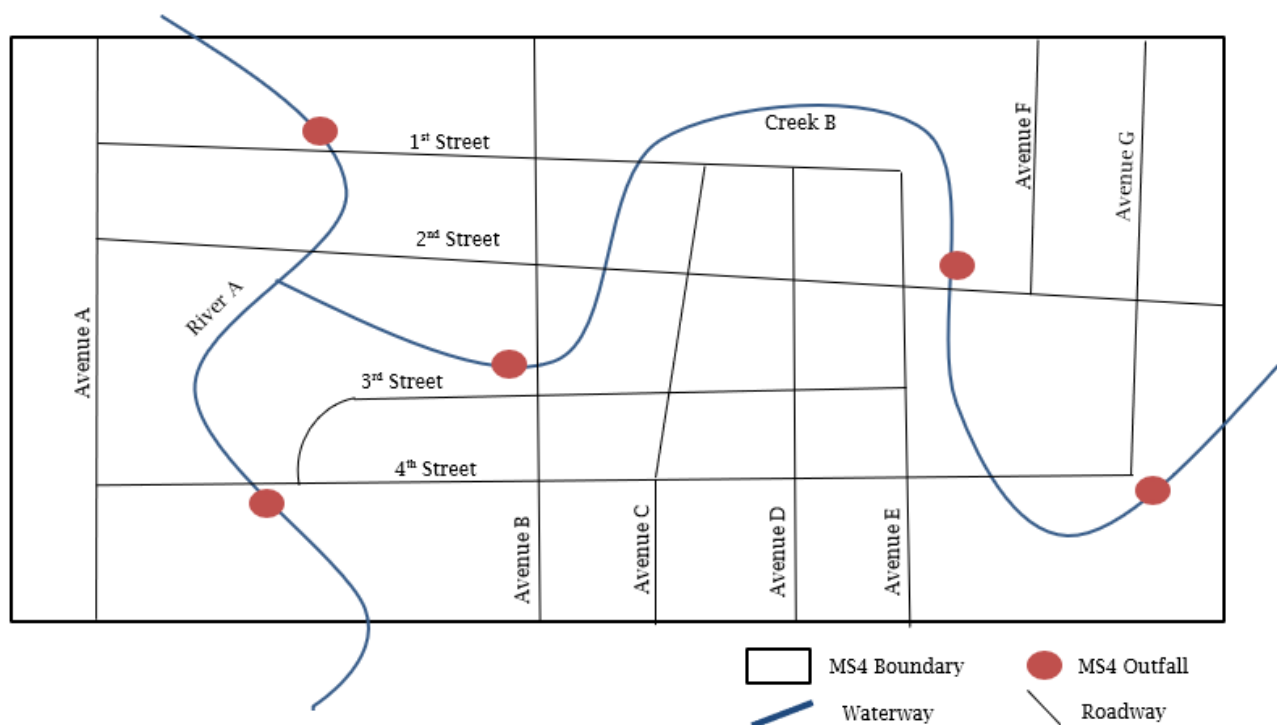 1st Street
Creek B
Avenue F
Avenue G
2nd Street
River A
Avenue A
3rd Street
4th Street
Avenue B
Avenue C
Avenue D
Avenue E
MS4 Boundary
MS4 Outfall
Waterway
Roadway